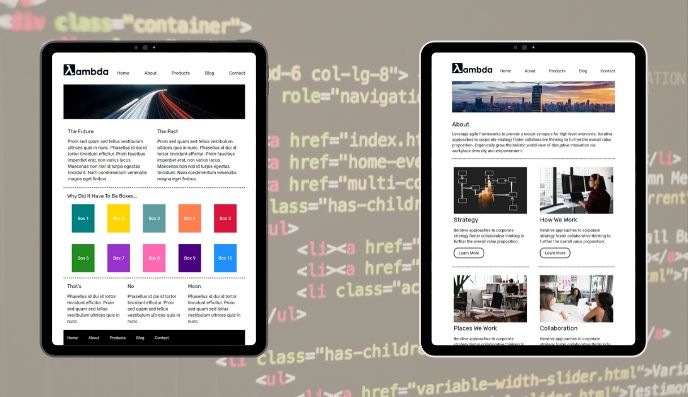 <div class="container">
d-6 col-lg-8">
role="navigation
a href="index.ht
a href="home-eve
a href="multi-co
lass="has-childr
ul>
<li><a href=
<li><a href=
<li class="ac
/ul>
li class="has-children
<ul>
<a href="variable-width-slider.html">
λambda
Home About Products Blog Contact
The Future
Proin sed quam sed tellus vestibulum
ultrices quis in nunc. Phasellus id dui id
tortor tincidunt efficitur. Proin faucibus
imperdiet erat, non varius lacus.
Maecenas non nisl id turpis cursus
dictum. Nam condimentum venenatis
magna eget finibus.
The Past
Proin sed quam sed tellus vestibulum
ultrices quis in nunc. Phasellus id dui id
tortor tincidunt efficitur. Proin faucibus
imperdiet erat, non varius lacus.
Maecenas non nisl id turpis cursus
dictum. Nam condimentum venenatis
magna eget finibus.
Why Did It Have To Be Boxes...
Box 1 Box 2 Box 3 Box 4 Box 5
Box 6 Box 7 Box 8 Box 9 Box 10
That's
Phasellus id dui id tortor
tincidunt efficitur. Proin
sed quam sed tellus
vestibulum ultrices quis in
nunc.
No
Phasellus id dui id tortor
tincidunt efficitur. Proin
sed quam sed tellus
vestibulum ultrices quis in
nunc.
Moon
Phasellus id dui id tortor
tincidunt efficitur. Proin
sed quam sed tellus
vestibulum ultrices quis in
nunc.
Home About Products Blog Contact
λambda
Home About Products Blog Contact
About
Leverage agile frameworks to provide a robust synopsis for high level overviews. Iterative
approaches to corporate strategy foster collaborative thinking to further the overall value
proposition. Organically grow the holistic world view of disruptive innovation via
workplace diversity and empowerment.
Strategy
Iterative approaches to corporate
strategy foster collaborative thinking to
further the overall value proposition.
Learn More
How We Work
Iterative approaches to corporate
strategy foster collaborative thinking to
further the overall value proposition.
Learn More
Places We Work
Iterative approaches to corporate
Collaboration
Iterative approaches to corporate